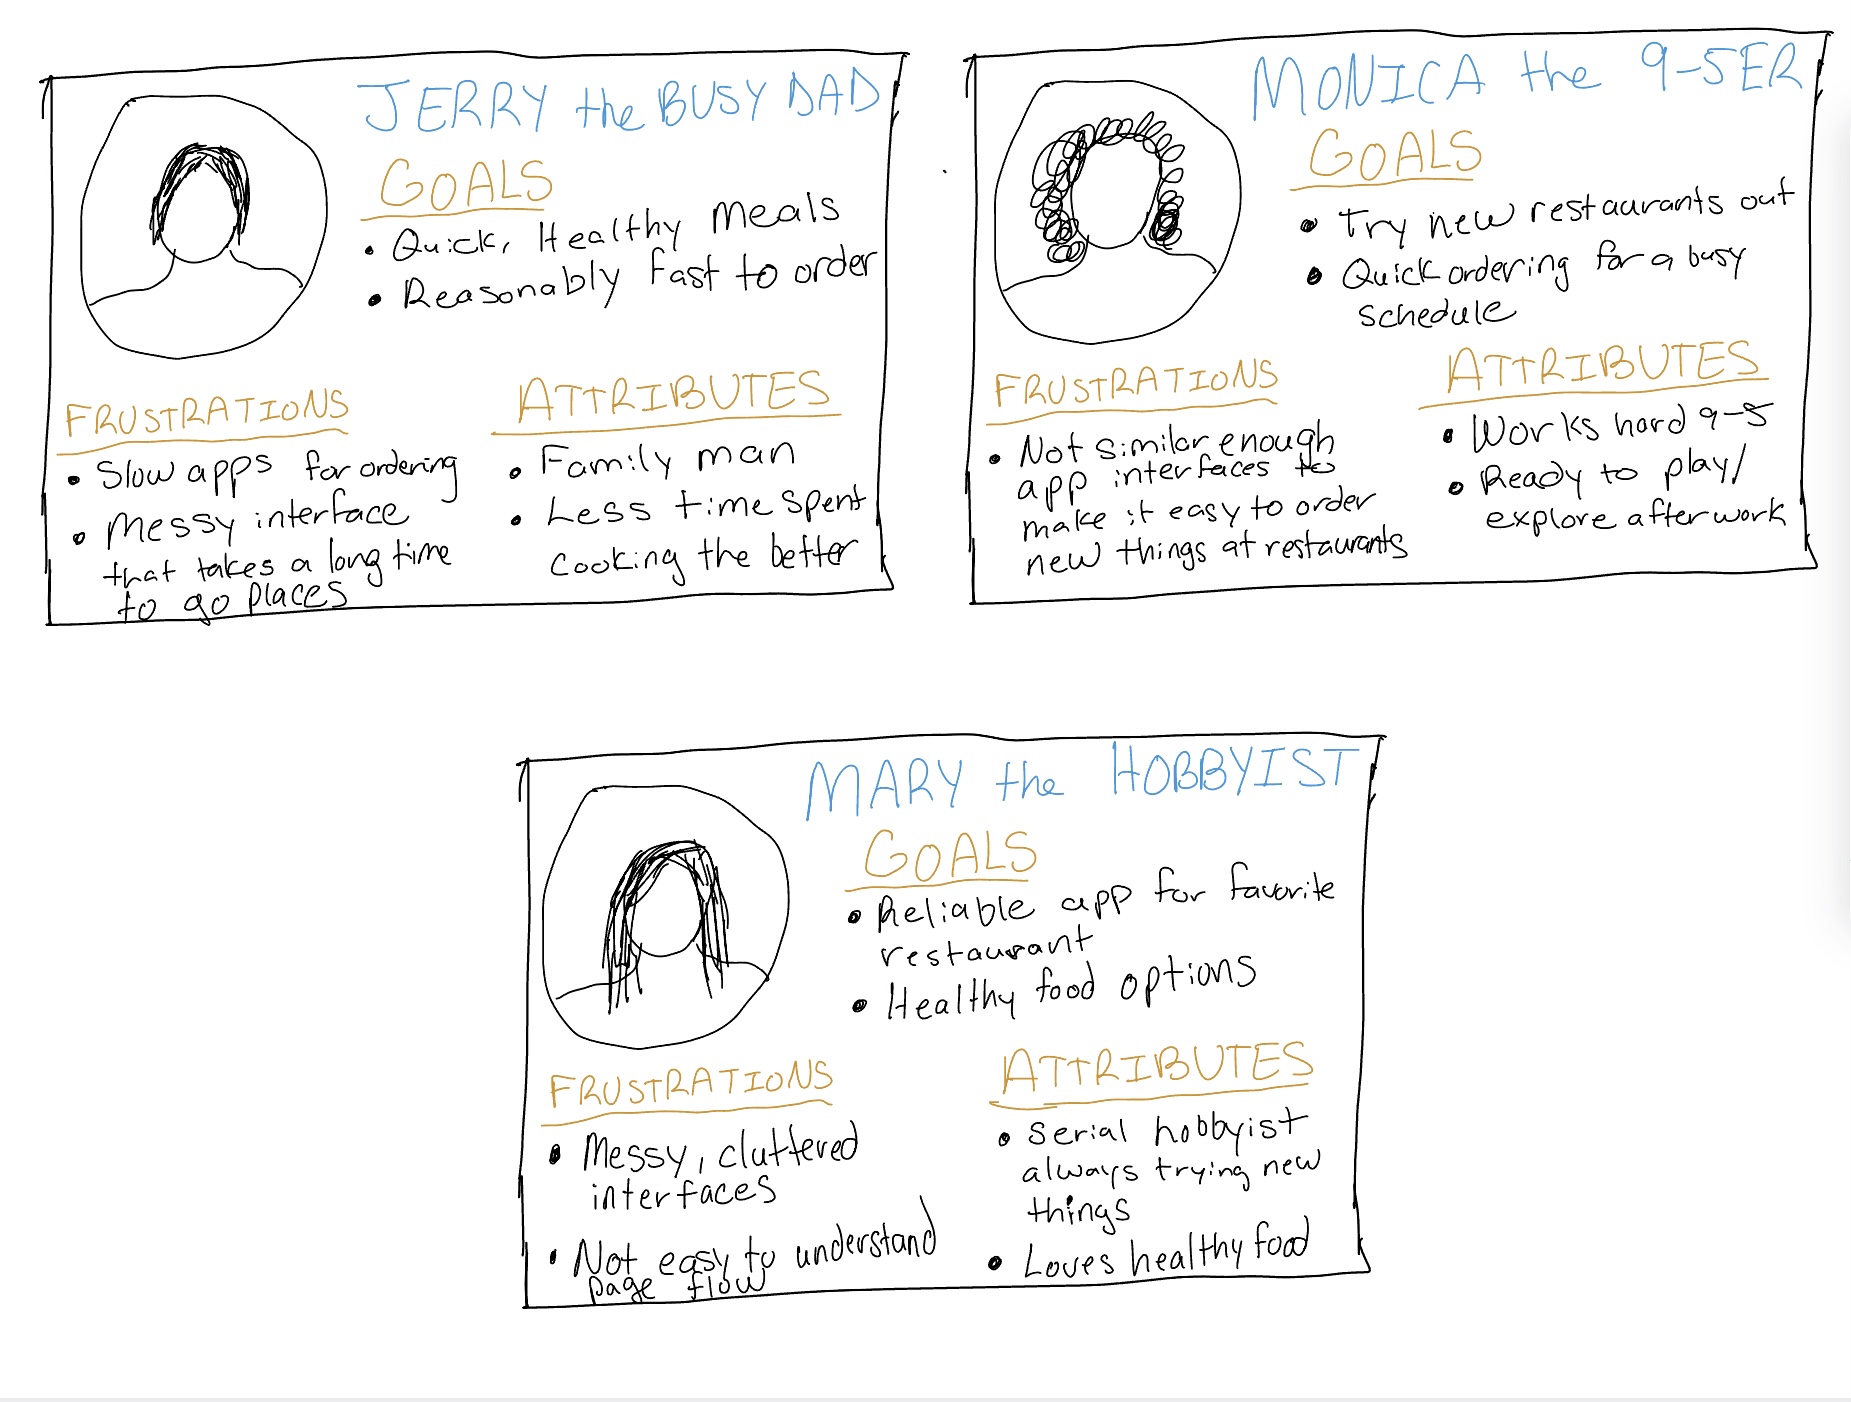 JERRY the BUSY DAD
GOALS
• Quick, Healthy Meals
• Reasonably fast to order
FRUSTRATIONS
• Slow apps for ordering
• Messy interface
that takes a long time
to go places
ATTRIBUTES
• Family man
• Less time spent
cooking the better
MONICA the 9-5ER
GOALS
• Try new restaurants out
• Quick ordering for a busy
schedule
FRUSTRATIONS
• Not similar enough
app interfaces to
make it easy to order
new things at restaurants
ATTRIBUTES
• Works hard 9-5
• Ready to play/
explore after work
MARY the HOBBYIST
GOALS
• Reliable app for favorite
restaurant
• Healthy food options
FRUSTRATIONS
• Messy, cluttered
interfaces
• Not easy to understand
page flow
ATTRIBUTES
• Serial hobbyist
always trying new
things
• Loves healthy food